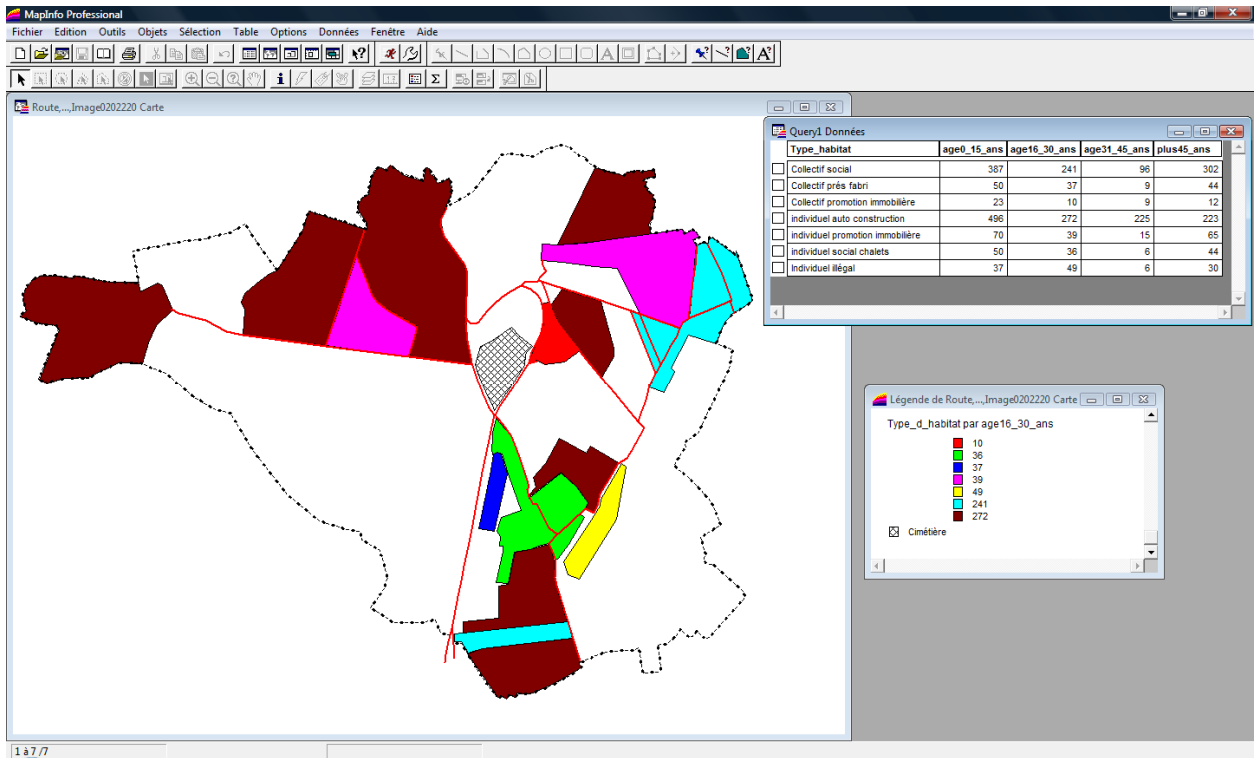 MapInfo Professional
Fichier Edition Outils Objets Sélection Table Options Données Fenêtre Aide
Route,...,Image0202220 Carte
Query1 Données
Type_habitat age0_15_ans age16_30_ans age31_45_ans plus45_ans
Collectif social 387 241 96 302
Collectif prés fabri 50 37 9 44
Collectif promotion immobilière 23 10 9 12
individuel auto construction 496 272 225 223
individuel promotion immobilière 70 39 15 65
individuel social chalets 50 36 6 44
Individuel illégal 37 49 6 30
Légende de Route,...,Image0202220 Carte
Type_d_habitat par age16_30_ans
10
36
37
39
49
241
272
Cimétière
1 à 7 /7